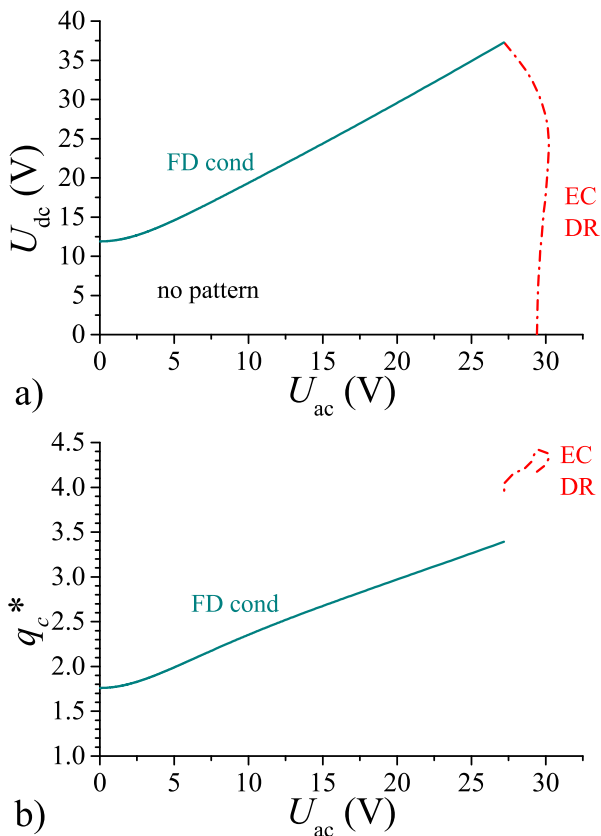 40
35
30
25
20
15
10
5
0
U_dc (V)
FD cond
EC
DR
no pattern
0 5 10 15 20 25 30
a) U_ac (V)
4.5
4.0
3.5
3.0
2.5
2.0
1.5
1.0
q_c*
EC
DR
FD cond
0 5 10 15 20 25 30
b) U_ac (V)